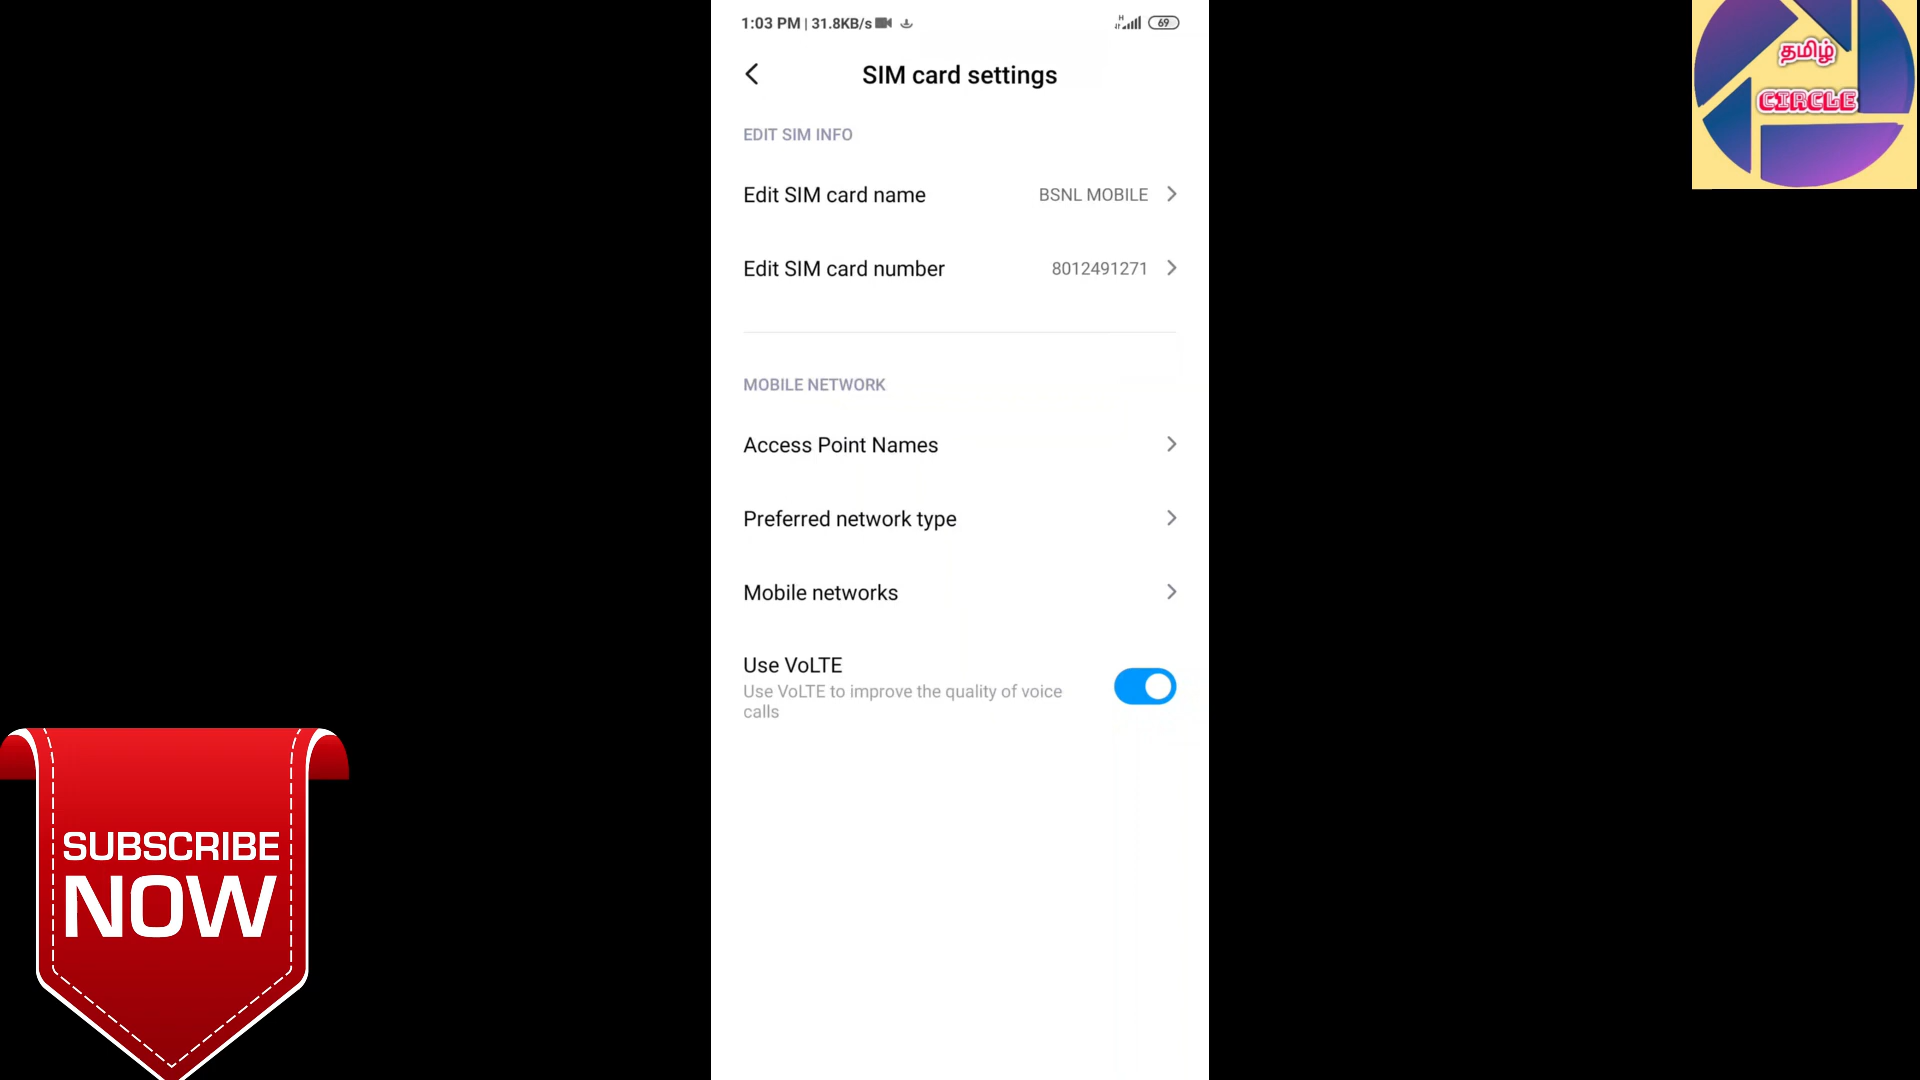 1:03 PM | 31.8KB/s
H
69
SIM card settings
EDIT SIM INFO
Edit SIM card name
BSNL MOBILE
Edit SIM card number
8012491271
MOBILE NETWORK
Access Point Names
Preferred network type
Mobile networks
Use VoLTE
Use VoLTE to improve the quality of voice
calls
தமிழ்
CIRCLE
SUBSCRIBE
NOW